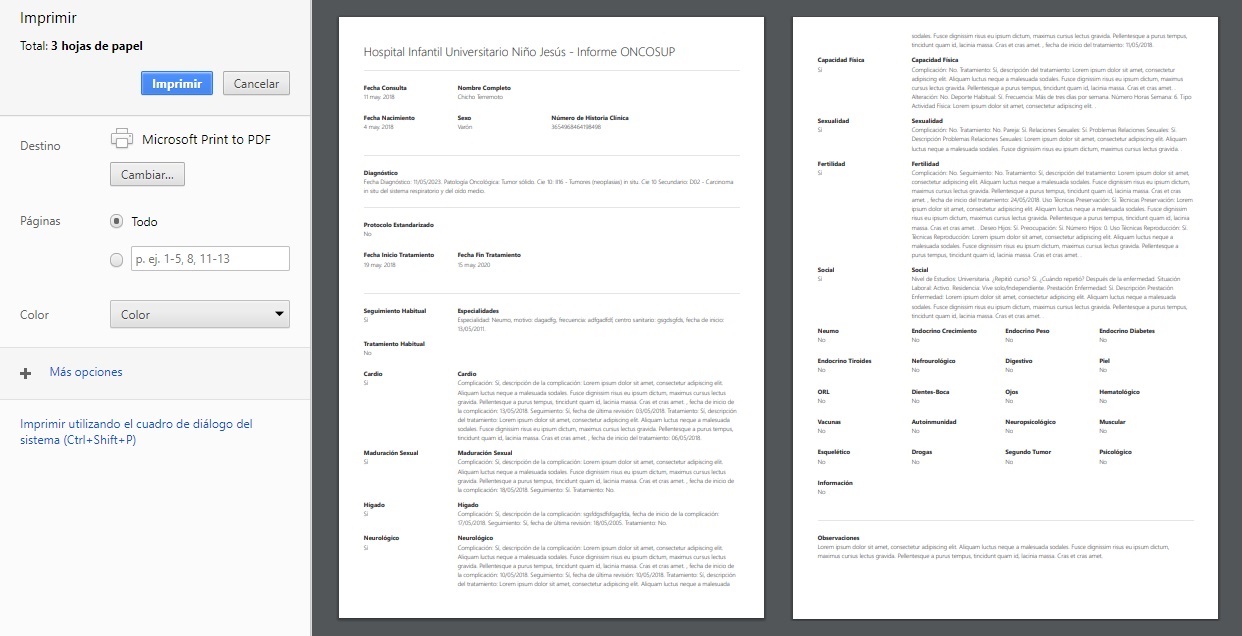 Imprimir
Total: 3 hojas de papel
Imprimir Cancelar
Destino Microsoft Print to PDF
Cambiar...
Páginas Todo
p. ej. 1-5, 8, 11-13
Color Color
Más opciones
Imprimir utilizando el cuadro de diálogo del
sistema (Ctrl+Shift+P)
Hospital Infantil Universitario Niño Jesús - Informe ONCOSUP
Fecha Consulta Nombre Completo
11 may. 2018 Chicho Terremoto
Fecha Nacimiento Sexo Número de Historia Clínica
4 may. 2018 Varón 3654968464198498
Diagnóstico
Fecha Diagnóstico: 11/05/2023. Patología Oncológica: Tumor sólido. Cie 10: II16 - Tumores (neoplasias) in situ. Cie 10 Secundario: D02 - Carcinoma
in situ del sistema respiratorio y del oído medio.
Protocolo Estandarizado
No
Fecha Inicio Tratamiento Fecha Fin Tratamiento
19 may. 2018 15 may. 2020
Seguimiento Habitual Especialidades
Si Especialidad: Neumo, motivo: dagadfg, frecuencia: adfgadfdf, centro sanitario: gsgdsgfds, fecha de inicio:
13/05/2011.
Tratamiento Habitual
No
Cardio Cardio
Si Complicación: Sí, descripción de la complicación: Lorem ipsum dolor sit amet, consectetur adipiscing elit.
Aliquam luctus neque a malesuada sodales. Fusce dignissim risus eu ipsum dictum, maximus cursus lectus
gravida. Pellentesque a purus tempus, tincidunt quam id, lacinia massa. Cras et cras amet. , fecha de inicio de
la complicación: 13/05/2018. Seguimiento: Sí, fecha de última revisión: 03/05/2018. Tratamiento: Sí, descripción
del tratamiento: Lorem ipsum dolor sit amet, consectetur adipiscing elit. Aliquam luctus neque a malesuada
sodales. Fusce dignissim risus eu ipsum dictum, maximus cursus lectus gravida. Pellentesque a purus tempus,
tincidunt quam id, lacinia massa. Cras et cras amet. , fecha de inicio del tratamiento: 06/05/2018.
Maduración Sexual Maduración Sexual
Si Complicación: Sí, descripción de la complicación: Lorem ipsum dolor sit amet, consectetur adipiscing elit.
Aliquam luctus neque a malesuada sodales. Fusce dignissim risus eu ipsum dictum, maximus cursus lectus
gravida. Pellentesque a purus tempus, tincidunt quam id, lacinia massa. Cras et cras amet. , fecha de inicio de
la complicación: 18/05/2018. Seguimiento: Sí. Tratamiento: No.
Hígado Hígado
Si Complicación: Sí, descripción de la complicación: sgsfdgsdfsfgagfda, fecha de inicio de la complicación:
17/05/2018. Seguimiento: Sí, fecha de última revisión: 18/05/2005. Tratamiento: No.
Neurológico Neurológico
Si Complicación: Sí, descripción de la complicación: Lorem ipsum dolor sit amet, consectetur adipiscing elit.
Aliquam luctus neque a malesuada sodales. Fusce dignissim risus eu ipsum dictum, maximus cursus lectus
gravida. Pellentesque a purus tempus, tincidunt quam id, lacinia massa. Cras et cras amet. , fecha de inicio de
la complicación: 10/05/2018. Seguimiento: Sí, fecha de última revisión: 10/05/2018. Tratamiento: Sí, descripción
del tratamiento: Lorem ipsum dolor sit amet, consectetur adipiscing elit. Aliquam luctus neque a malesuada
sodales. Fusce dignissim risus eu ipsum dictum, maximus cursus lectus gravida. Pellentesque a purus tempus,
tincidunt quam id, lacinia massa. Cras et cras amet. , fecha de inicio del tratamiento: 11/05/2018.
Capacidad Física Capacidad Física
Si Complicación: No. Tratamiento: Sí, descripción del tratamiento: Lorem ipsum dolor sit amet, consectetur
adipiscing elit. Aliquam luctus neque a malesuada sodales. Fusce dignissim risus eu ipsum dictum, maximus
cursus lectus gravida. Pellentesque a purus tempus, tincidunt quam id, lacinia massa. Cras et cras amet. .
Alteración: No. Deporte Habitual: Sí. Frecuencia: Más de tres días por semana. Número Horas Semana: 6. Tipo
Actividad Física: Lorem ipsum dolor sit amet, consectetur adipiscing elit. .
Sexualidad Sexualidad
Si Complicación: No. Tratamiento: No. Pareja: Sí. Relaciones Sexuales: Sí. Problemas Relaciones Sexuales: Sí.
Descripción Problemas Relaciones Sexuales: Lorem ipsum dolor sit amet, consectetur adipiscing elit. Aliquam
luctus neque a malesuada sodales. Fusce dignissim risus eu ipsum dictum, maximus cursus lectus gravida. .
Fertilidad Fertilidad
Si Complicación: No. Seguimiento: No. Tratamiento: Sí, descripción del tratamiento: Lorem ipsum dolor sit amet,
consectetur adipiscing elit. Aliquam luctus neque a malesuada sodales. Fusce dignissim risus eu ipsum dictum,
maximus cursus lectus gravida. Pellentesque a purus tempus, tincidunt quam id, lacinia massa. Cras et cras
amet. , fecha de inicio del tratamiento: 24/05/2018. Uso Técnicas Preservación: Sí. Técnicas Preservación: Lorem
ipsum dolor sit amet, consectetur adipiscing elit. Aliquam luctus neque a malesuada sodales. Fusce dignissim
risus eu ipsum dictum, maximus cursus lectus gravida. Pellentesque a purus tempus, tincidunt quam id, lacinia
massa. Cras et cras amet. . Deseo Hijos: Sí. Preocupación: Sí. Número Hijos: 0. Uso Técnicas Reproducción: Sí.
Técnicas Reproducción: Lorem ipsum dolor sit amet, consectetur adipiscing elit. Aliquam luctus neque a
malesuada sodales. Fusce dignissim risus eu ipsum dictum, maximus cursus lectus gravida. Pellentesque a
purus tempus, tincidunt quam id, lacinia massa. Cras et cras amet. .
Social Social
Si Nivel de Estudios: Universitaria. ¿Repitió curso? Sí. ¿Cuándo repetió? Después de la enfermedad. Situación
Laboral: Activo. Residencia: Vive solo/Independiente. Prestación Enfermedad: Sí. Descripción Prestación
Enfermedad: Lorem ipsum dolor sit amet, consectetur adipiscing elit. Aliquam luctus neque a malesuada
sodales. Fusce dignissim risus eu ipsum dictum, maximus cursus lectus gravida. Pellentesque a purus tempus,
tincidunt quam id, lacinia massa. Cras et cras amet. .
Neumo Endocrino Crecimiento Endocrino Peso Endocrino Diabetes
No No No No
Endocrino Tiroides Nefrourológico Digestivo Piel
No No No No
ORL Dientes-Boca Ojos Hematológico
No No No No
Vacunas Autoinmunidad Neuropsicológico Muscular
No No No No
Esquelético Drogas Segundo Tumor Psicológico
No No No No
Información
No
Observaciones
Lorem ipsum dolor sit amet, consectetur adipiscing elit. Aliquam luctus neque a malesuada sodales. Fusce dignissim risus eu ipsum dictum,
maximus cursus lectus gravida. Pellentesque a purus tempus, tincidunt quam id, lacinia massa. Cras et cras amet.